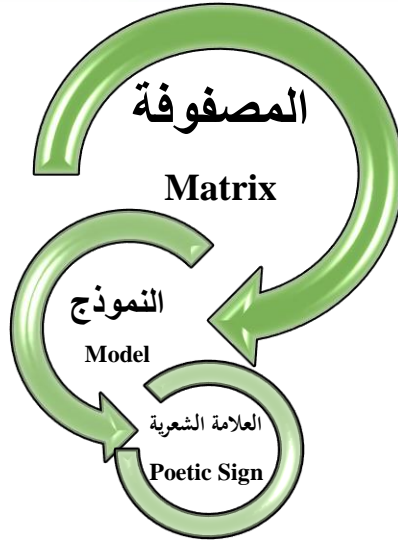 المصفوفة
Matrix
النموذج
Model
العلامة الشعرية
Poetic Sign